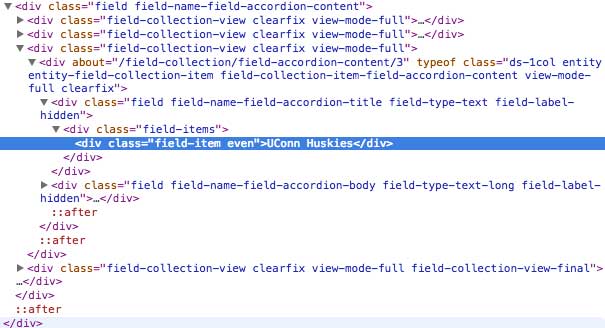 ▼<div class="field field-name-field-accordion-content">
▶<div class="field-collection-view clearfix view-mode-full">…</div>
▶<div class="field-collection-view clearfix view-mode-full">…</div>
▼<div class="field-collection-view clearfix view-mode-full">
▼<div about="/field-collection/field-accordion-content/3" typeof class="ds-1col entity
entity-field-collection-item field-collection-item-field-accordion-content view-mode-
full clearfix">
▼<div class="field field-name-field-accordion-title field-type-text field-label-
hidden">
▼<div class="field-items">
<div class="field-item even">UConn Huskies</div>
</div>
</div>
▶<div class="field field-name-field-accordion-body field-type-text-long field-label-
hidden">…</div>
::after
</div>
::after
</div>
▶<div class="field-collection-view clearfix view-mode-full field-collection-view-final">
…</div>
</div>
::after
</div>